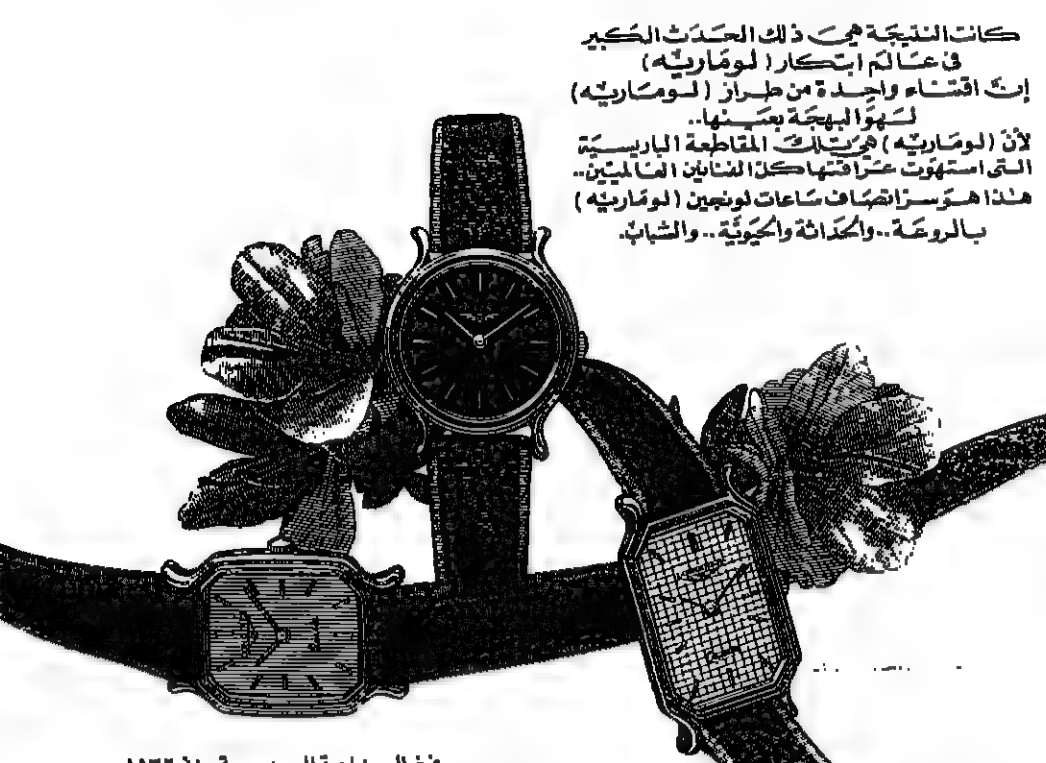 كانت النتيجة هي ذلك الحدث الكبير
في عالم ابتكار (لوماريه)
إن اقتناء واحدة من طراز (لوماريه)
لهو البهجة بعينها..
لأن (لوماريه) هي تلك المقاطعة الباريسية
التي استهوت عراقتها كل الفنانين العالميين..
هذا هو سر اتصاف ساعات لونجين (لوماريه)
بالروعة.. والحداثة والحيوية.. والشباب.